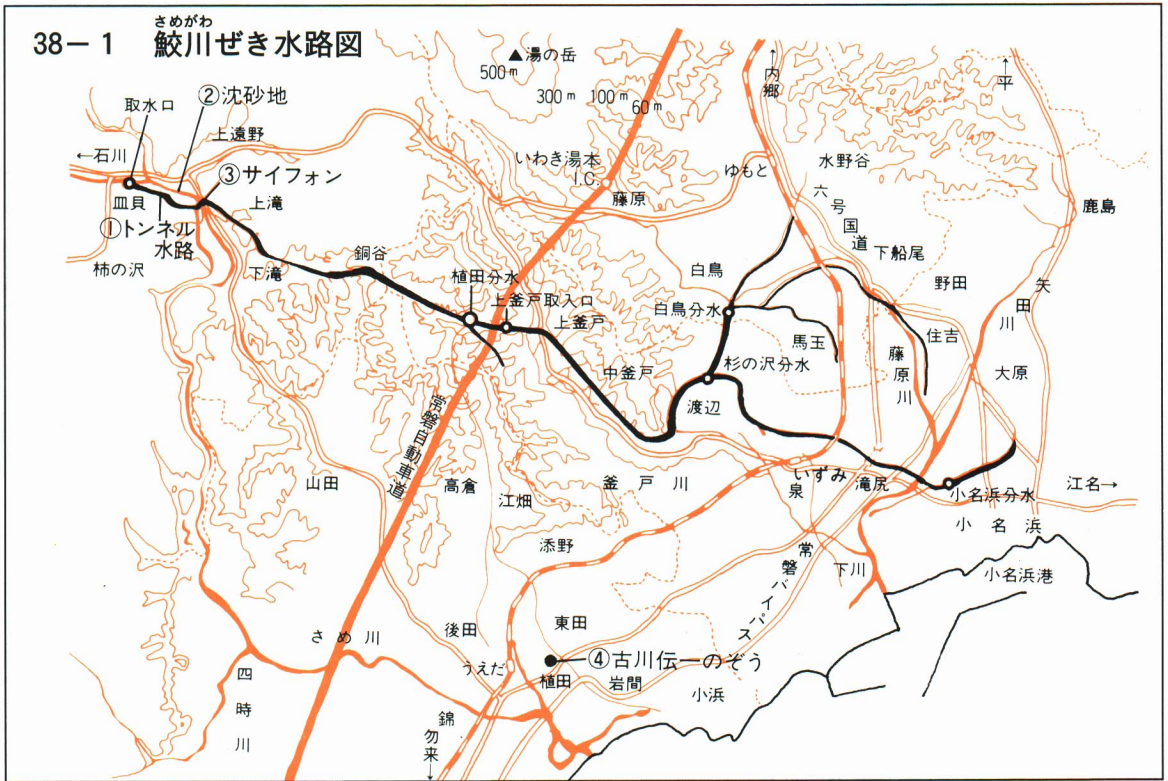 さめがわ
38－1 鮫川ぜき水路図
▲湯の岳
500m
300m 100m 60m
↑内郷
↑平
取水口
②沈砂地
上遠野
←石川
③サイフォン
皿貝
上滝
①トンネル
水路
柿の沢
下滝
銅谷
いわき湯本
I.C.
藤原
ゆもと
水野谷
六号国道
下船尾
鹿島
植田分水
上釜戸取入口
上釜戸
白鳥
白鳥分水
野田
矢田川
馬玉
住吉
中釜戸
杉の沢分水
藤原川
大原
渡辺
常磐自動車道
山田
高倉
江畑
釜戸川
いずみ
泉
滝尻
小名浜分水
江名→
小名浜
添野
常磐バイパス
下川
小名浜港
さめ川
後田
東田
うえだ
④古川伝一のぞう
植田
岩間
小浜
四時川
錦
勿来↓